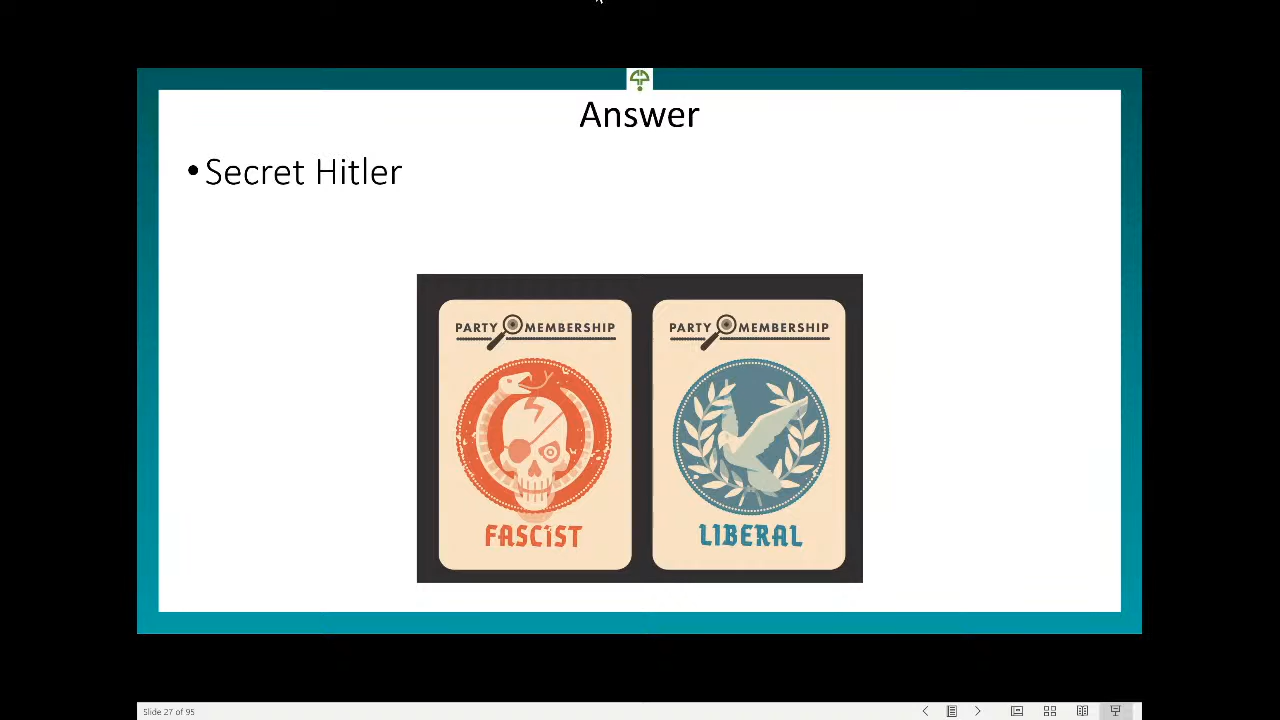 Answer
•Secret Hitler
PARTY MEMBERSHIP
FASCIST
PARTY MEMBERSHIP
LIBERAL
Slide 27 of 95